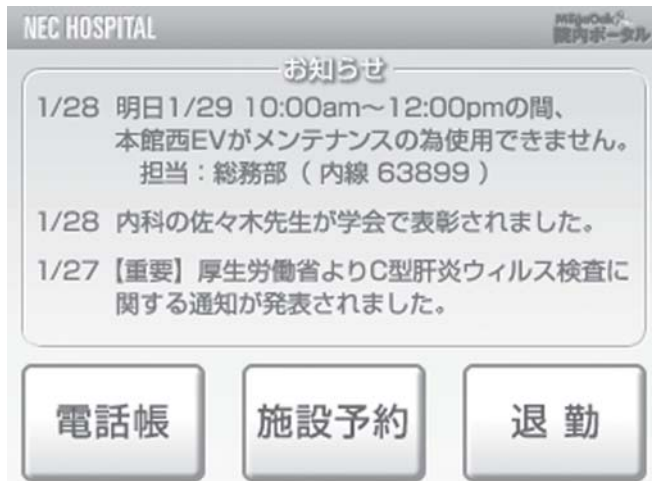 NEC HOSPITAL
MegaOak
院内ポータル
お知らせ
1/28 明日1/29 10:00am～12:00pmの間、
本館西EVがメンテナンスの為使用できません。
担当：総務部（内線 63899）
1/28 内科の佐々木先生が学会で表彰されました。
1/27【重要】厚生労働省よりC型肝炎ウィルス検査に
関する通知が発表されました。
電話帳
施設予約
退 勤